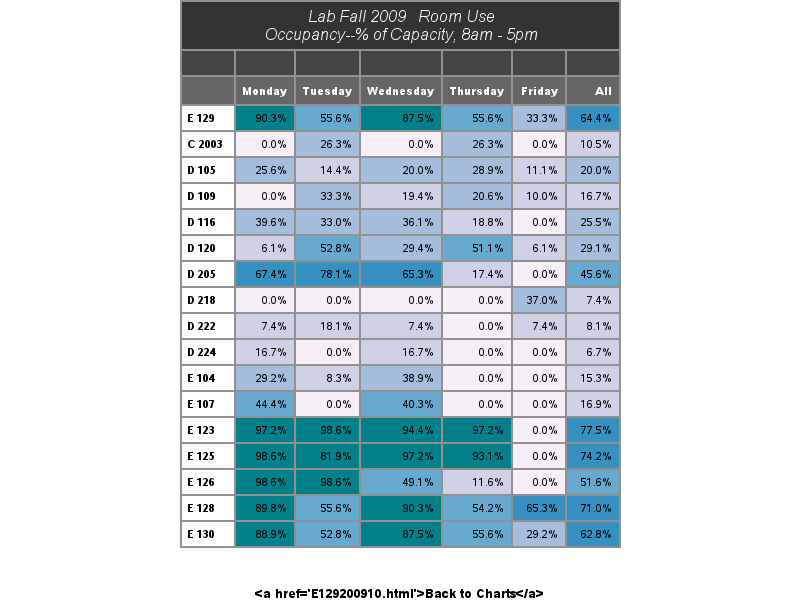 Lab Fall 2009   Room Use
Occupancy--% of Capacity, 8am - 5pm
Monday Tuesday Wednesday Thursday Friday All
E 129 90.3% 55.6% 87.5% 55.6% 33.3% 64.4%
C 2003 0.0% 26.3% 0.0% 26.3% 0.0% 10.5%
D 105 25.6% 14.4% 20.0% 28.9% 11.1% 20.0%
D 109 0.0% 33.3% 19.4% 20.6% 10.0% 16.7%
D 116 39.6% 33.0% 36.1% 18.8% 0.0% 25.5%
D 120 6.1% 52.8% 29.4% 51.1% 6.1% 29.1%
D 205 67.4% 78.1% 65.3% 17.4% 0.0% 45.6%
D 218 0.0% 0.0% 0.0% 0.0% 37.0% 7.4%
D 222 7.4% 18.1% 7.4% 0.0% 7.4% 8.1%
D 224 16.7% 0.0% 16.7% 0.0% 0.0% 6.7%
E 104 29.2% 8.3% 38.9% 0.0% 0.0% 15.3%
E 107 44.4% 0.0% 40.3% 0.0% 0.0% 16.9%
E 123 97.2% 98.6% 94.4% 97.2% 0.0% 77.5%
E 125 98.6% 81.9% 97.2% 93.1% 0.0% 74.2%
E 126 98.6% 98.6% 49.1% 11.6% 0.0% 51.6%
E 128 89.8% 55.6% 90.3% 54.2% 65.3% 71.0%
E 130 88.9% 52.8% 87.5% 55.6% 29.2% 62.8%
&lt;a href='E129200910.html'&gt;Back to Charts&lt;/a&gt;